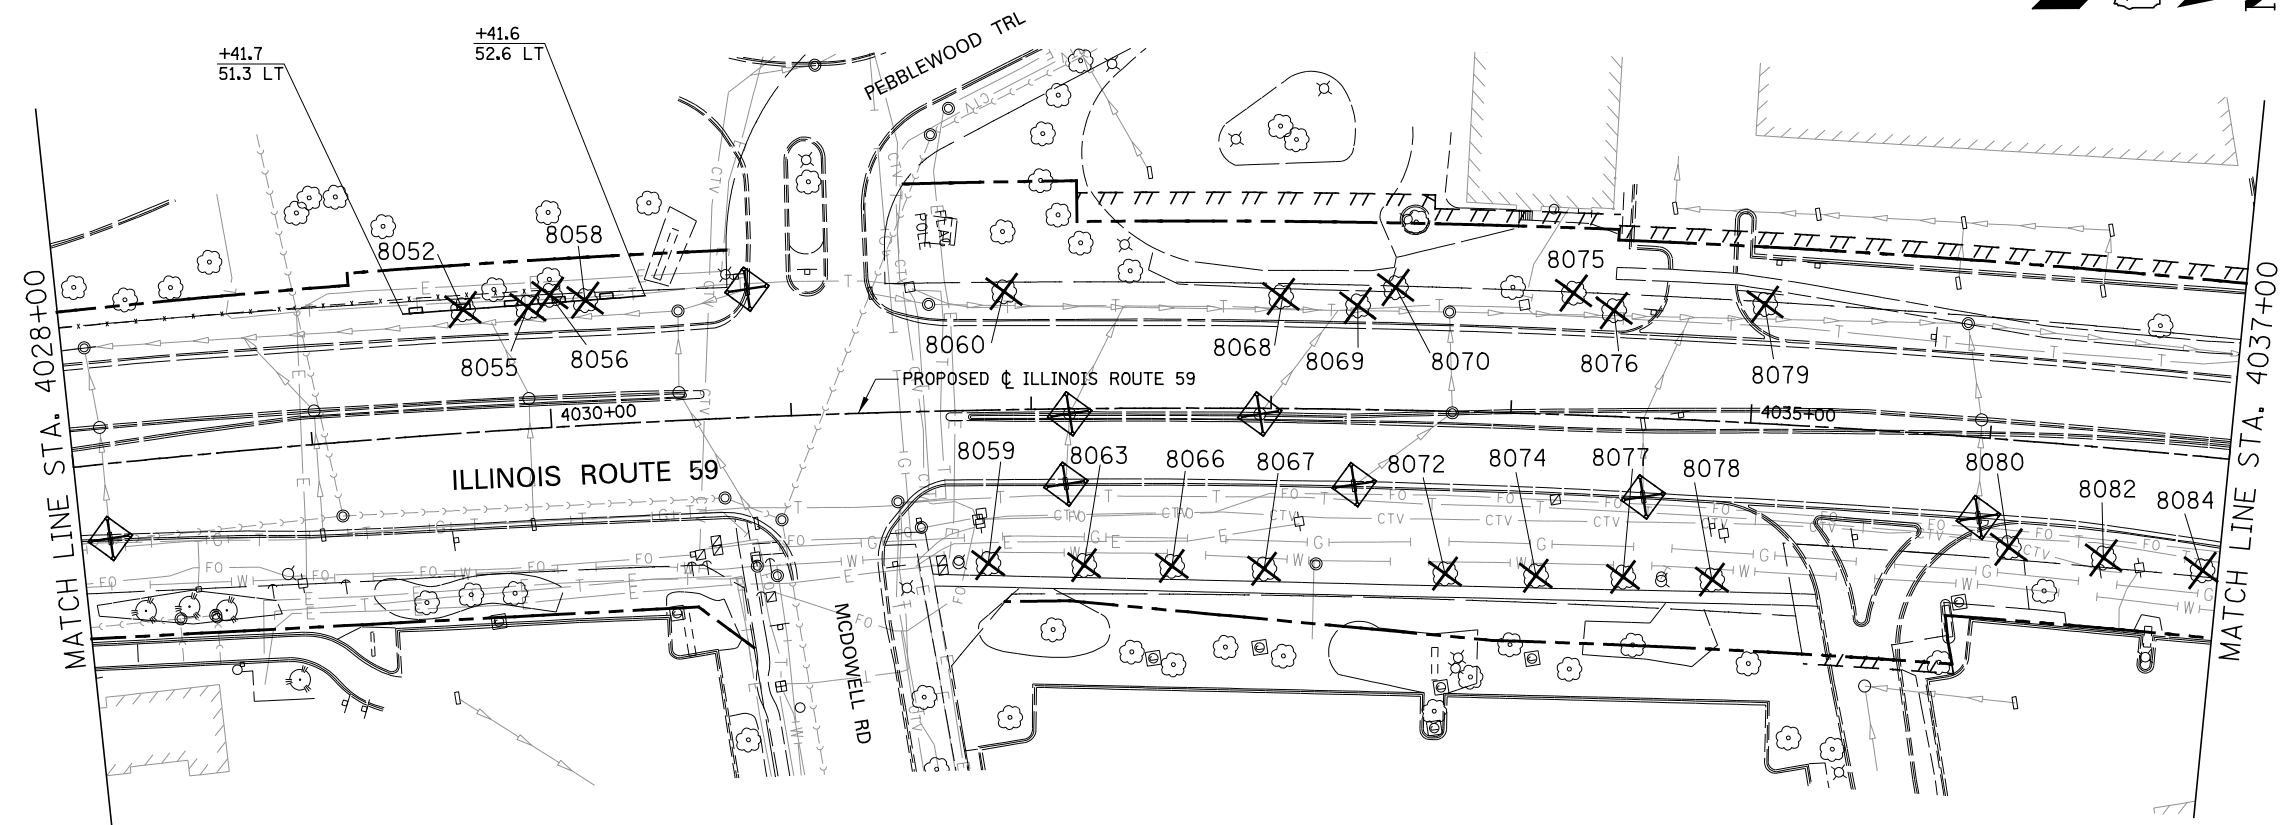 +41.7
51.3 LT
+41.6
52.6 LT
PEBBLEWOOD TRL
8052
8058
FLAG
POLE
8075
8055
8056
8060
8068
8069
8070
8076
8079
MATCH LINE STA. 4028+00
MATCH LINE STA. 4037+00
PROPOSED ℄ ILLINOIS ROUTE 59
4030+00
4035+00
ILLINOIS ROUTE 59
8059
8063
8066
8067
8072
8074
8077
8078
8080
8082
8084
MCDOWELL RD